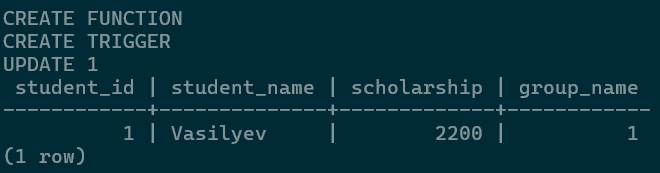 CREATE FUNCTION
CREATE TRIGGER
UPDATE 1
 student_id | student_name | scholarship | group_name
------------+--------------+-------------+------------
          1 | Vasilyev     |        2200 |          1
(1 row)